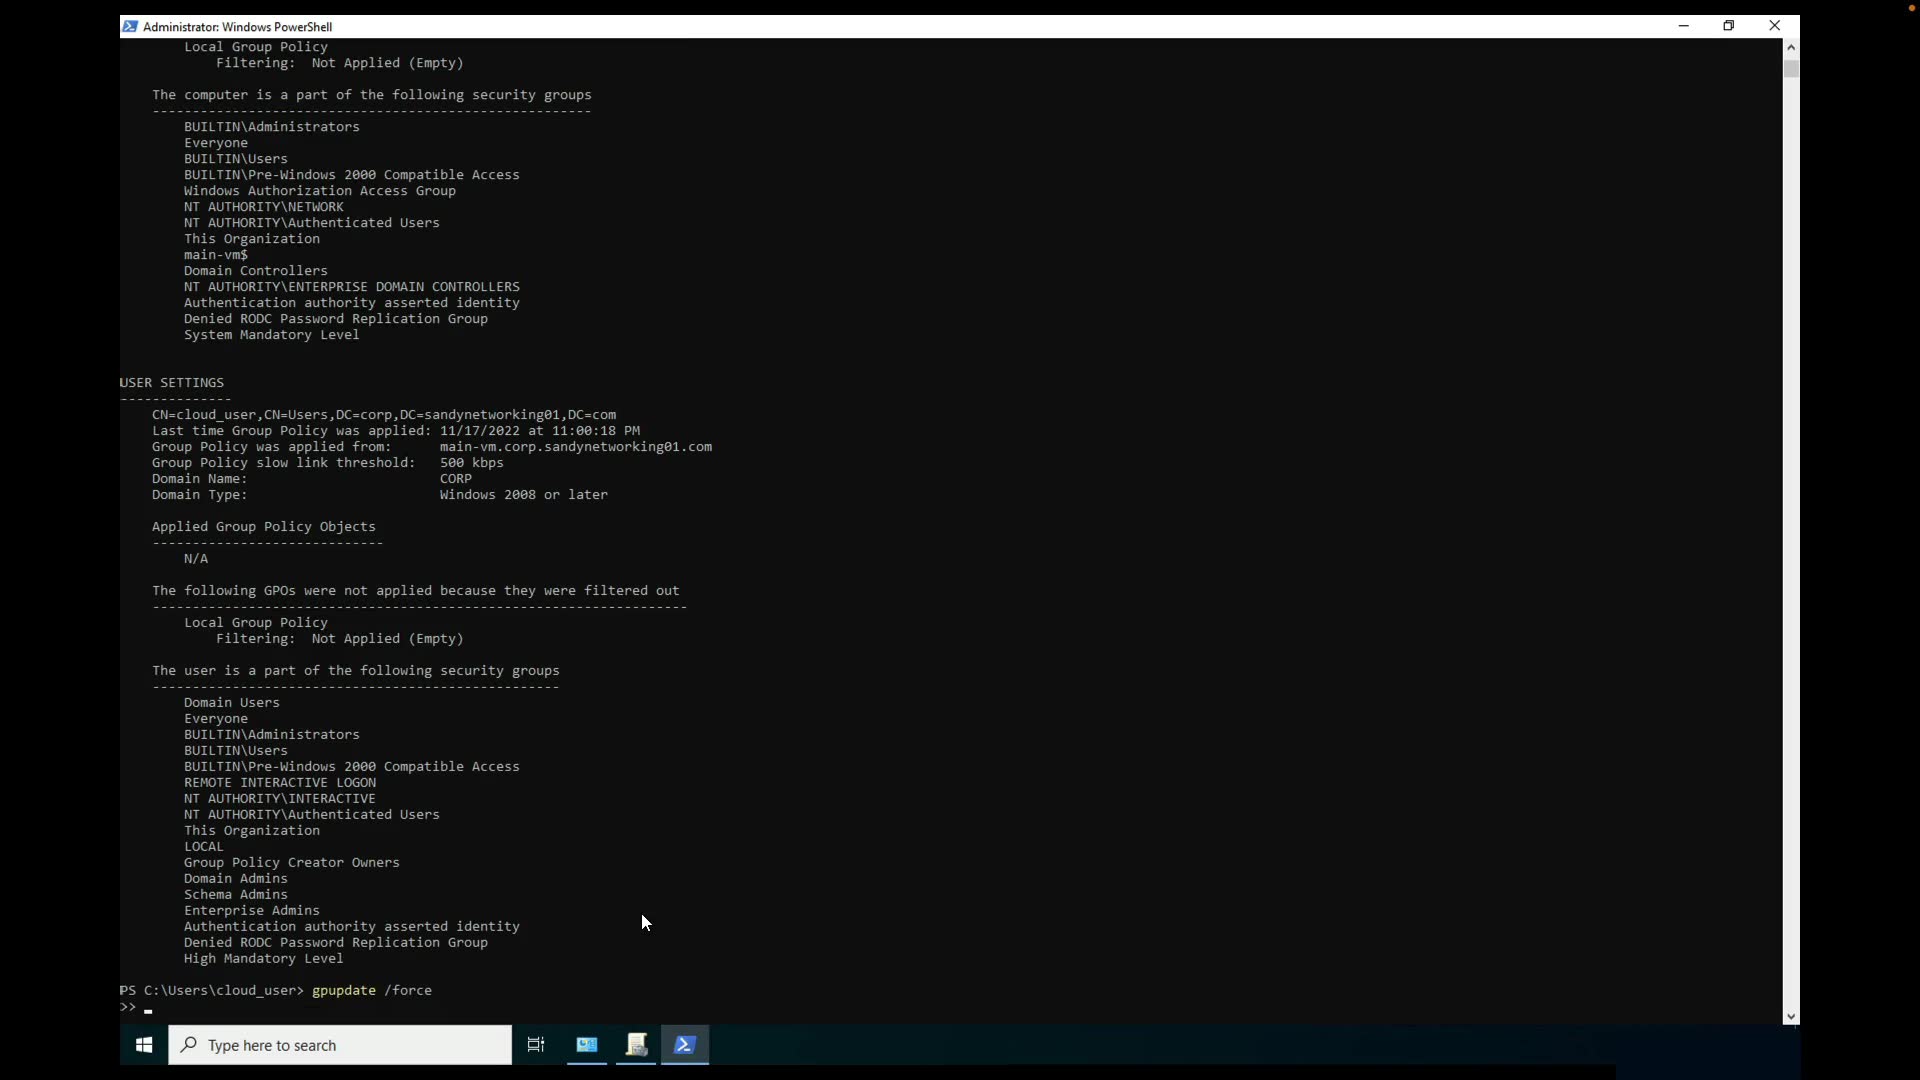 Administrator: Windows PowerShell
Local Group Policy
Filtering:  Not Applied (Empty)
The computer is a part of the following security groups
-------------------------------------------------------
BUILTIN\Administrators
Everyone
BUILTIN\Users
BUILTIN\Pre-Windows 2000 Compatible Access
Windows Authorization Access Group
NT AUTHORITY\NETWORK
NT AUTHORITY\Authenticated Users
This Organization
main-vm$
Domain Controllers
NT AUTHORITY\ENTERPRISE DOMAIN CONTROLLERS
Authentication authority asserted identity
Denied RODC Password Replication Group
System Mandatory Level
USER SETTINGS
--------------
CN=cloud_user,CN=Users,DC=corp,DC=sandynetworking01,DC=com
Last time Group Policy was applied: 11/17/2022 at 11:00:18 PM
Group Policy was applied from:      main-vm.corp.sandynetworking01.com
Group Policy slow link threshold:   500 kbps
Domain Name:                        CORP
Domain Type:                        Windows 2008 or later
Applied Group Policy Objects
-----------------------------
N/A
The following GPOs were not applied because they were filtered out
-------------------------------------------------------------------
Local Group Policy
Filtering:  Not Applied (Empty)
The user is a part of the following security groups
---------------------------------------------------
Domain Users
Everyone
BUILTIN\Administrators
BUILTIN\Users
BUILTIN\Pre-Windows 2000 Compatible Access
REMOTE INTERACTIVE LOGON
NT AUTHORITY\INTERACTIVE
NT AUTHORITY\Authenticated Users
This Organization
LOCAL
Group Policy Creator Owners
Domain Admins
Schema Admins
Enterprise Admins
Authentication authority asserted identity
Denied RODC Password Replication Group
High Mandatory Level
PS C:\Users\cloud_user> gpupdate /force
>>
Type here to search